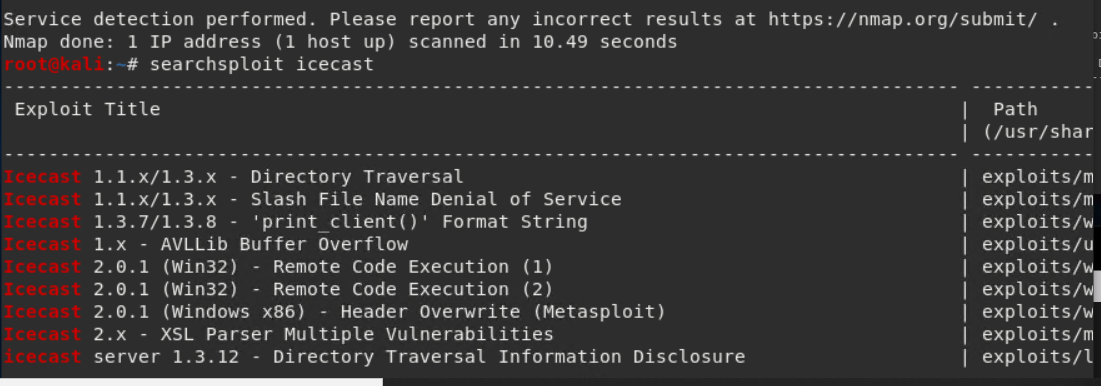 Service detection performed. Please report any incorrect results at https://nmap.org/submit/ .
Nmap done: 1 IP address (1 host up) scanned in 10.49 seconds
root@kali:~# searchsploit icecast
---------------------------------------------------------------------------------- -----------
Exploit Title | Path
| (/usr/shar
---------------------------------------------------------------------------------- -----------
Icecast 1.1.x/1.3.x - Directory Traversal | exploits/m
Icecast 1.1.x/1.3.x - Slash File Name Denial of Service | exploits/m
Icecast 1.3.7/1.3.8 - 'print_client()' Format String | exploits/w
Icecast 1.x - AVLLib Buffer Overflow | exploits/u
Icecast 2.0.1 (Win32) - Remote Code Execution (1) | exploits/w
Icecast 2.0.1 (Win32) - Remote Code Execution (2) | exploits/w
Icecast 2.0.1 (Windows x86) - Header Overwrite (Metasploit) | exploits/w
Icecast 2.x - XSL Parser Multiple Vulnerabilities | exploits/m
icecast server 1.3.12 - Directory Traversal Information Disclosure | exploits/l